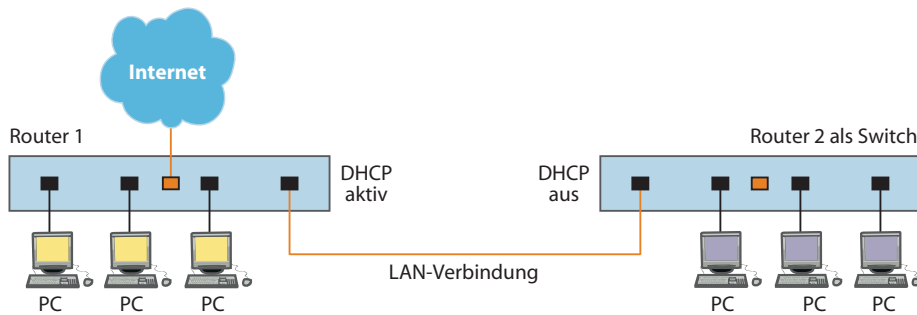 Internet
Router 1
Router 2 als Switch
DHCP
aktiv
DHCP
aus
LAN-Verbindung
PC
PC
PC
PC
PC
PC